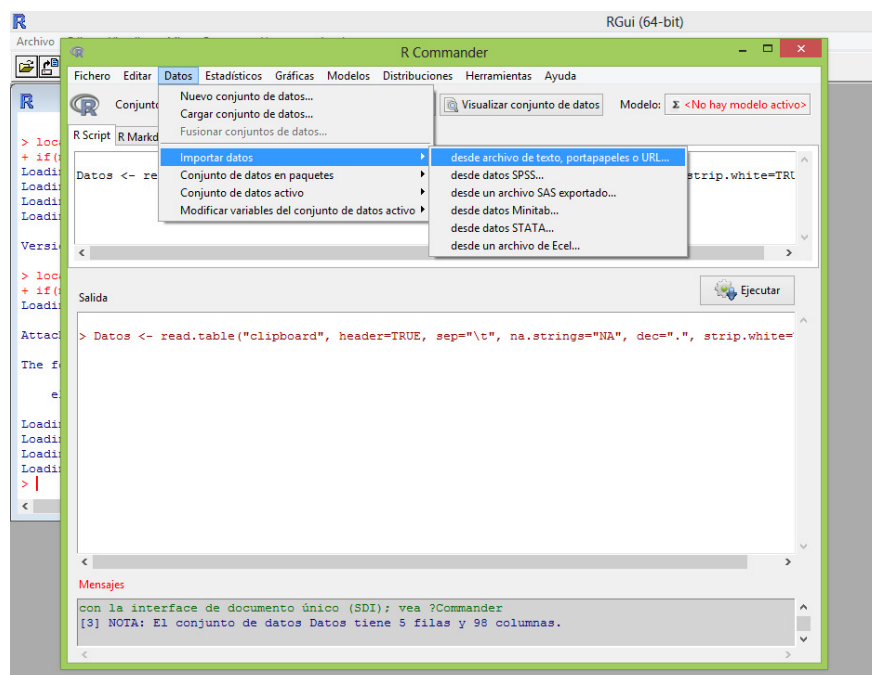 RGui (64-bit)
Archivo
R Commander
Fichero Editar Datos Estadísticos Gráficas Modelos Distribuciones Herramientas Ayuda
Visualizar conjunto de datos Modelo: Σ <No hay modelo activo>
Nuevo conjunto de datos...
Cargar conjunto de datos...
Fusionar conjuntos de datos...
Importar datos
Conjunto de datos en paquetes
Conjunto de datos activo
Modificar variables del conjunto de datos activo
desde archivo de texto, portapapeles o URL...
desde datos SPSS...
desde un archivo SAS exportado...
desde datos Minitab...
desde datos STATA...
desde un archivo de Ecel...
R Script R Markd
Datos <- re
strip.white=TRU
Ejecutar
Salida
> Datos <- read.table("clipboard", header=TRUE, sep="\t", na.strings="NA", dec=".", strip.white=
Mensajes
con la interface de documento único (SDI); vea ?Commander
[3] NOTA: El conjunto de datos Datos tiene 5 filas y 98 columnas.
> loc
+ if(
Loadi
Loadi
Loadi
Loadi
Versi
> loc
+ if(
Loadi
Attac
The f
e
Loadi
Loadi
Loadi
Loadi
>